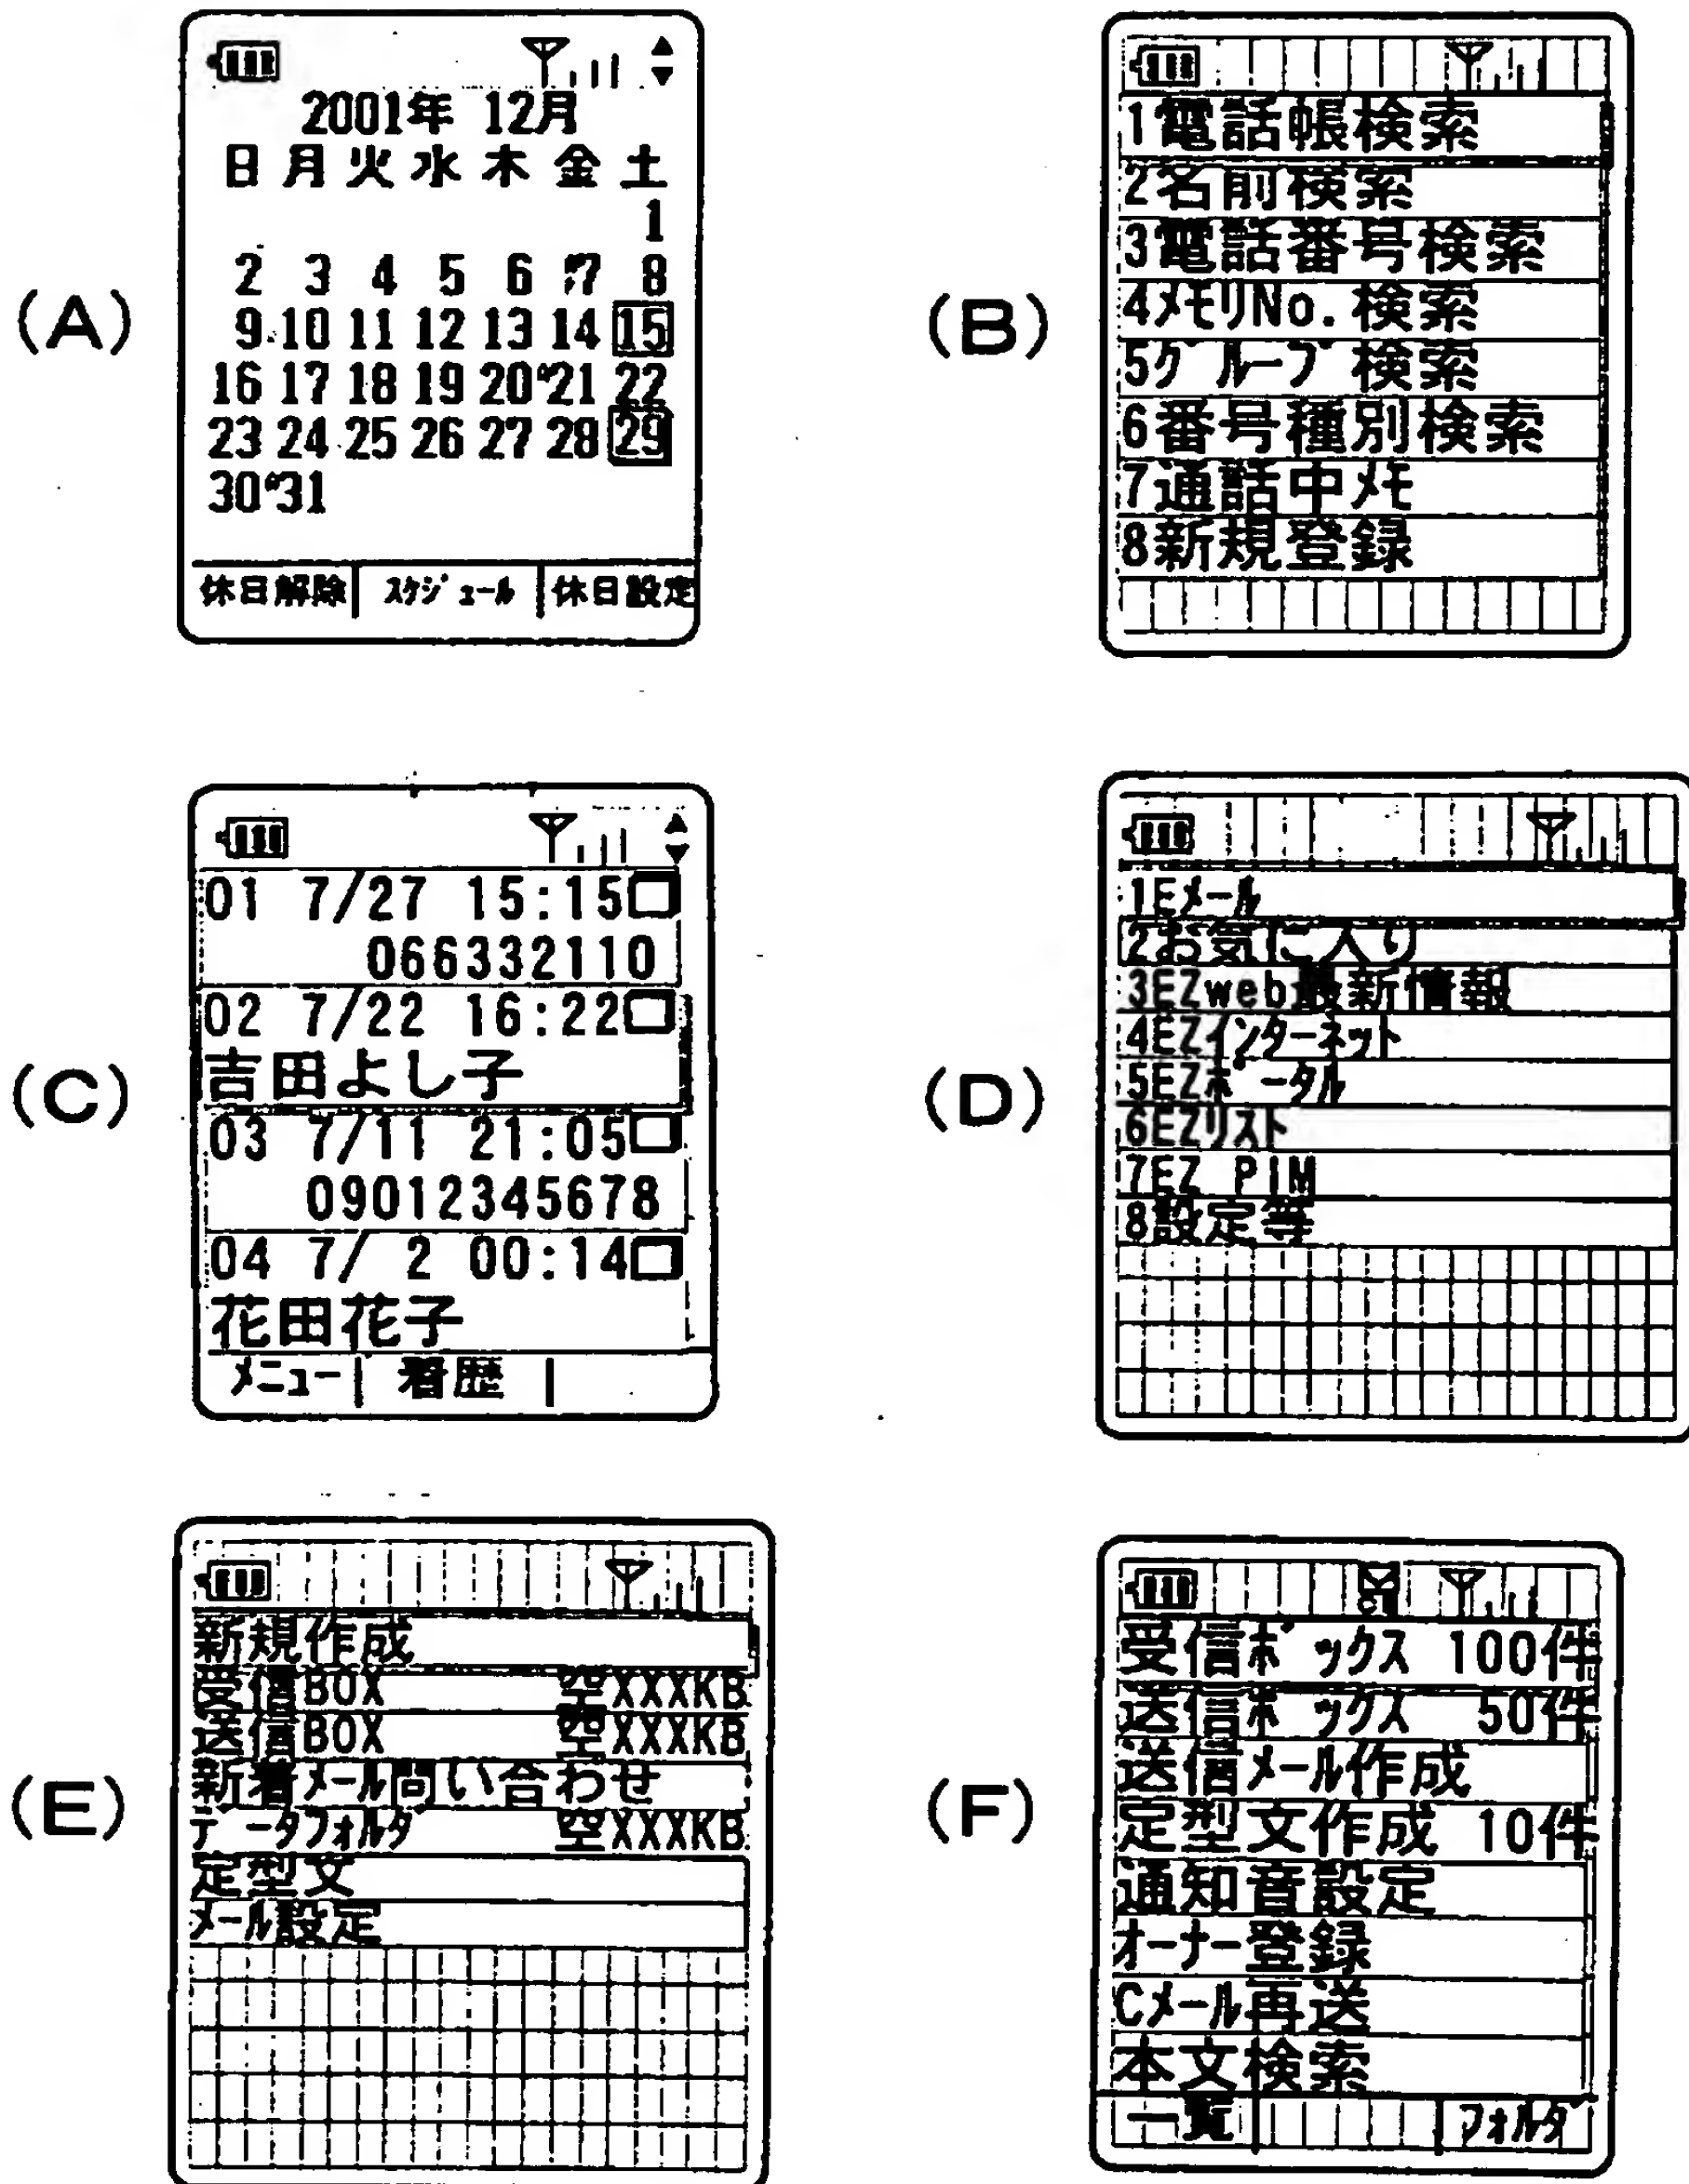 (A)
2001年 12月
日 月 火 水 木 金 土
1
2 3 4 5 6 7 8
9 10 11 12 13 14 15
16 17 18 19 20 21 22
23 24 25 26 27 28 29
30 31
休日解除 スケジュール 休日設定
(B)
1電話帳検索
2名前検索
3電話番号検索
4メモリNo.検索
5グループ検索
6番号種別検索
7通話中メモ
8新規登録
(C)
01 7/27 15:15
066332110
02 7/22 16:22
吉田よし子
03 7/11 21:05
09012345678
04 7/ 2 00:14
花田花子
メニュー 着歴
(D)
1Eメール
2お気に入り
3EZweb最新情報
4EZインターネット
5EZポータル
6EZリスト
7EZ PIM
8設定等
(E)
新規作成
受信BOX 空XXXKB
送信BOX 空XXXKB
新着メール問い合わせ
データフォルダ 空XXXKB
定型文
メール設定
(F)
C
受信ボックス 100件
送信ボックス 50件
送信メール作成
定型文作成 10件
通知音設定
オーナー登録
Cメール再送
本文検索
一覧 フォルダ